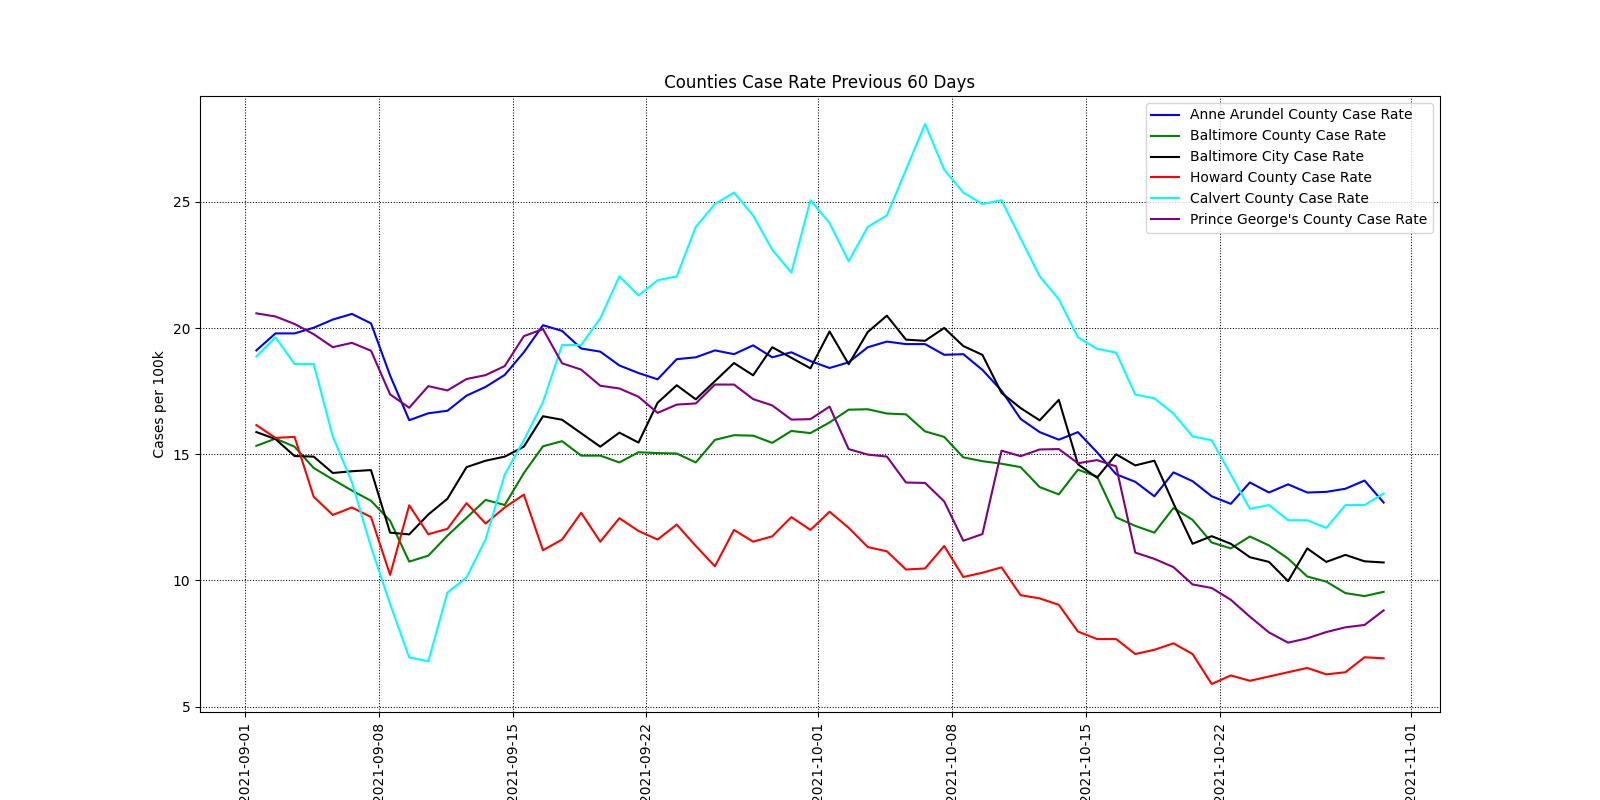 Counties Case Rate Previous 60 Days
Anne Arundel County Case Rate
Baltimore County Case Rate
Baltimore City Case Rate
Howard County Case Rate
Calvert County Case Rate
Prince George's County Case Rate
Cases per 100k
25
20
15
10
5
2021-09-01
2021-09-08
2021-09-15
2021-09-22
2021-10-01
2021-10-08
2021-10-15
2021-10-22
2021-11-01